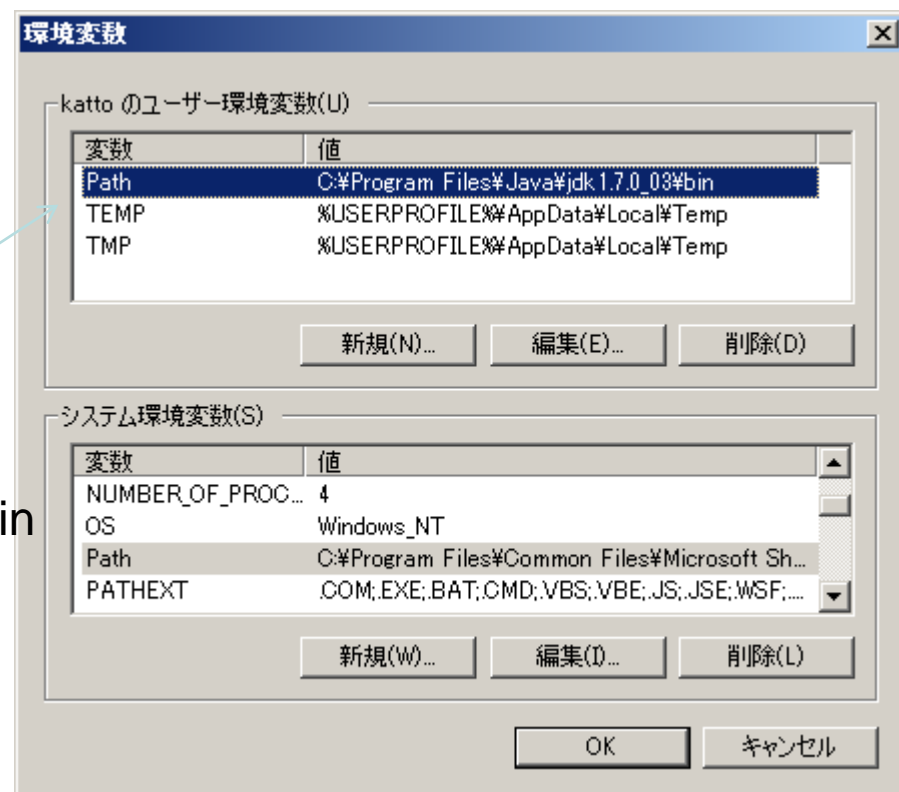 環境変数
katto のユーザー環境変数(U)
変数 値
Path C:¥Program Files¥Java¥jdk1.7.0_03¥bin
TEMP %USERPROFILE%¥AppData¥Local¥Temp
TMP %USERPROFILE%¥AppData¥Local¥Temp
新規(N)... 編集(E)... 削除(D)
システム環境変数(S)
変数 値
NUMBER_OF_PROC... 4
in
OS Windows_NT
Path C:¥Program Files¥Common Files¥Microsoft Sh...
PATHEXT .COM;.EXE;.BAT;.CMD;.VBS;.VBE;.JS;.JSE;.WSF;....
新規(W)... 編集(I)... 削除(L)
OK キャンセル